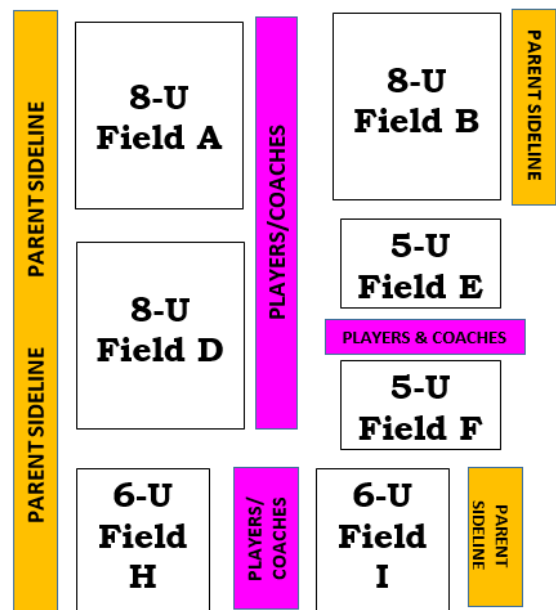 PARENT SIDELINE
PARENT SIDELINE
8-U
Field A
PLAYERS/COACHES
8-U
Field B
PARENT SIDELINE
8-U
Field D
5-U
Field E
PLAYERS & COACHES
5-U
Field F
6-U
Field
H
PLAYERS/
COACHES
6-U
Field
I
PARENT
SIDELINE